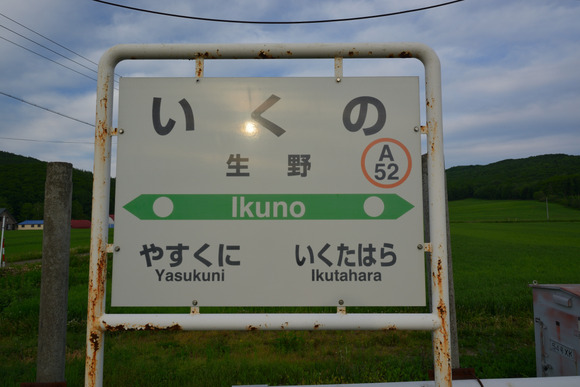 いくの
生野
A
52
Ikuno
やすくに いくたはら
Yasukuni Ikutahara